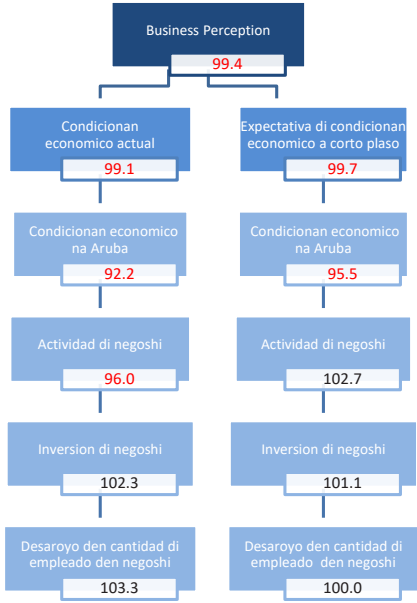 Business Perception
99.4
Condicionan
economico actual
99.1
Expectativa di condicionan
economico a corto plaso
99.7
Condicionan economico
na Aruba
92.2
Condicionan economico
na Aruba
95.5
Actividad di negoshi
96.0
Actividad di negoshi
102.7
Inversion di negoshi
102.3
Inversion di negoshi
101.1
Desaroyo den cantidad di
empleado den negoshi
103.3
Desaroyo den cantidad di
empleado den negoshi
100.0